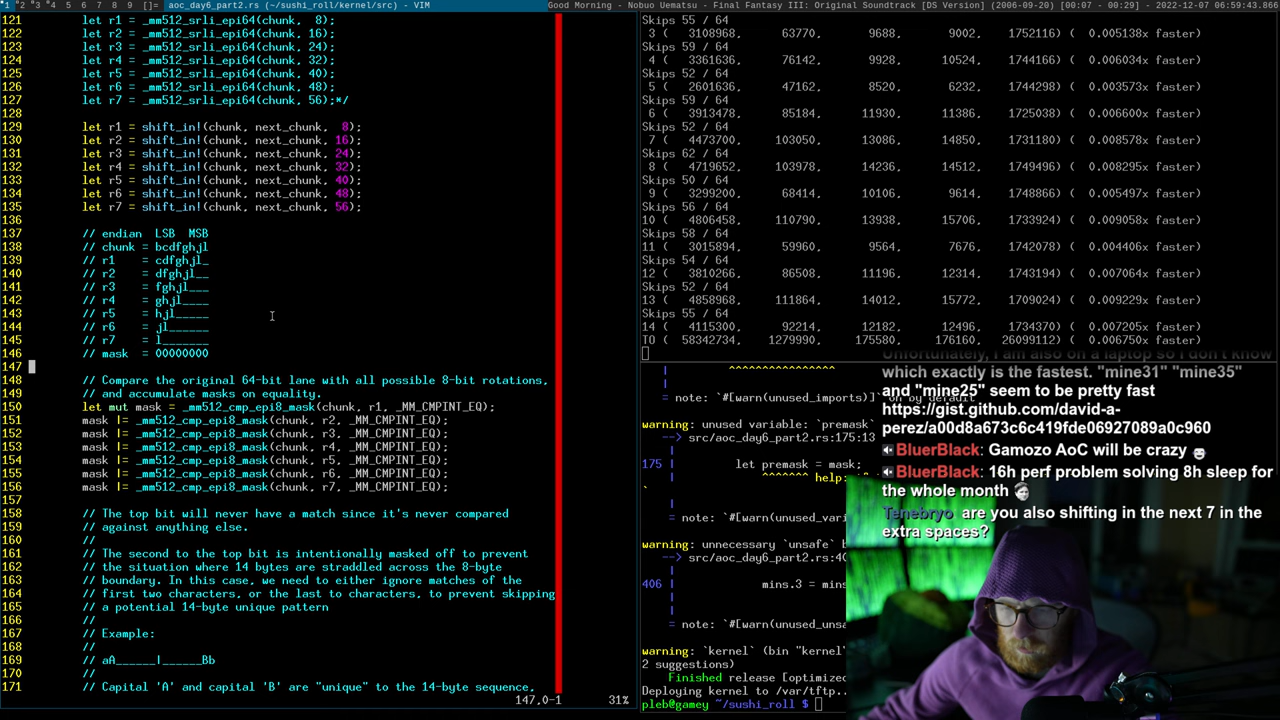 1 2 3 4 5 6 7 8 9 []= aoc_day6_part2.rs (~/sushi_roll/kernel/src) - VIM
Good Morning - Nobuo Uematsu - Final Fantasy III: Original Soundtrack [DS Version] (2006-09-20) [00:07 - 00:29] - 2022-12-07 06:59:43.866
121 let r1 = _mm512_srli_epi64(chunk, 8);
122 let r2 = _mm512_srli_epi64(chunk, 16);
123 let r3 = _mm512_srli_epi64(chunk, 24);
124 let r4 = _mm512_srli_epi64(chunk, 32);
125 let r5 = _mm512_srli_epi64(chunk, 40);
126 let r6 = _mm512_srli_epi64(chunk, 48);
127 let r7 = _mm512_srli_epi64(chunk, 56);*/
128
129 let r1 = shift_in!(chunk, next_chunk, 8);
130 let r2 = shift_in!(chunk, next_chunk, 16);
131 let r3 = shift_in!(chunk, next_chunk, 24);
132 let r4 = shift_in!(chunk, next_chunk, 32);
133 let r5 = shift_in!(chunk, next_chunk, 40);
134 let r6 = shift_in!(chunk, next_chunk, 48);
135 let r7 = shift_in!(chunk, next_chunk, 56);
136
137 // endian LSB MSB
138 // chunk = bcdfghjl
139 // r1 = cdfghjl_
140 // r2 = dfghjl__
141 // r3 = fghjl___
142 // r4 = ghjl____
143 // r5 = hjl_____
144 // r6 = jl______
145 // r7 = l_______
146 // mask = 00000000
147
148 // Compare the original 64-bit lane with all possible 8-bit rotations,
149 // and accumulate masks on equality.
150 let mut mask = _mm512_cmp_epi8_mask(chunk, r1, _MM_CMPINT_EQ);
151 mask |= _mm512_cmp_epi8_mask(chunk, r2, _MM_CMPINT_EQ);
152 mask |= _mm512_cmp_epi8_mask(chunk, r3, _MM_CMPINT_EQ);
153 mask |= _mm512_cmp_epi8_mask(chunk, r4, _MM_CMPINT_EQ);
154 mask |= _mm512_cmp_epi8_mask(chunk, r5, _MM_CMPINT_EQ);
155 mask |= _mm512_cmp_epi8_mask(chunk, r6, _MM_CMPINT_EQ);
156 mask |= _mm512_cmp_epi8_mask(chunk, r7, _MM_CMPINT_EQ);
157
158 // The top bit will never have a match since it's never compared
159 // against anything else.
160 //
161 // The second to the top bit is intentionally masked off to prevent
162 // the situation where 14 bytes are straddled across the 8-byte
163 // boundary. In this case, we need to either ignore matches of the
164 // first two characters, or the last to characters, to prevent skipping
165 // a potential 14-byte unique pattern
166 //
167 // Example:
168 //
169 // aA______|______Bb
170 //
171 // Capital 'A' and capital 'B' are "unique" to the 14-byte sequence,
147,0-1 31%
Skips 55 / 64
3 ( 3108968, 63770, 9688, 9002, 1752116) ( 0.005138x faster)
Skips 59 / 64
4 ( 3361636, 76142, 9928, 10524, 1744166) ( 0.006034x faster)
Skips 52 / 64
5 ( 2601636, 47162, 8520, 6232, 1744298) ( 0.003573x faster)
Skips 59 / 64
6 ( 3913478, 85184, 11930, 11386, 1725038) ( 0.006600x faster)
Skips 52 / 64
7 ( 4473700, 103050, 13086, 14850, 1731180) ( 0.008578x faster)
Skips 62 / 64
8 ( 4719652, 103978, 14236, 14512, 1749496) ( 0.008295x faster)
Skips 50 / 64
9 ( 3299200, 68414, 10106, 9614, 1748866) ( 0.005497x faster)
Skips 56 / 64
10 ( 4806458, 110790, 13938, 15706, 1733924) ( 0.009058x faster)
Skips 58 / 64
11 ( 3015894, 59960, 9564, 7676, 1742078) ( 0.004406x faster)
Skips 54 / 64
12 ( 3810266, 86508, 11196, 12314, 1743194) ( 0.007064x faster)
Skips 52 / 64
13 ( 4858968, 111864, 14012, 15772, 1709024) ( 0.009229x faster)
Skips 55 / 64
14 ( 4115300, 92214, 12182, 12496, 1734370) ( 0.007205x faster)
TO ( 58342734, 1279990, 175580, 176160, 26099112) ( 0.006750x faster)
| ^^^^^^^^^^^^^^^
|
= note: `#[warn(unused_imports)]` on by default
warning: unused variable: `premask`
--> src/aoc_day6_part2.rs:175:13
|
175 | let premask = mask;
| ^^^^^^^ help:
`
|
= note: `#[warn(unused_vari
warning: unnecessary `unsafe` b
--> src/aoc_day6_part2.rs:40
|
406 | mins.3 = mins
|
|
= note: `#[warn(unused_unsa
warning: `kernel` (bin "kernel"
2 suggestions)
Finished release [optimized
Deploying kernel to /var/tftp..
pleb@gamey ~/sushi_roll $
Unfortunately, I am also on a laptop so I don't know
which exactly is the fastest. "mine31" "mine35"
and "mine25" seem to be pretty fast
https://gist.github.com/david-a-
perez/a00d8a673c6c419fde06927089a0c960
BluerBlack: Gamozo AoC will be crazy
BluerBlack: 16h perf problem solving 8h sleep for
the whole month
Tenebryo are you also shifting in the next 7 in the
extra spaces?